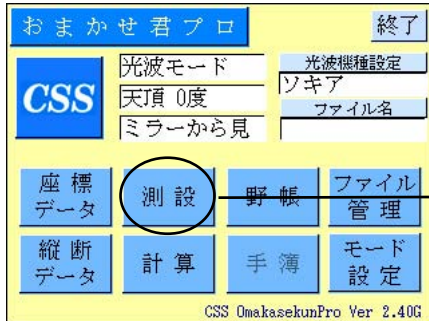 おまかせ君プロ
終了
CSS
光波モード
天頂 0度
ミラーから見
光波機種設定
ソキア
ファイル名
座標
データ
測設
野帳
ファイル
管理
縦断
データ
計算
手簿
モード
設定
CSS OmakasekunPro Ver 2.40G